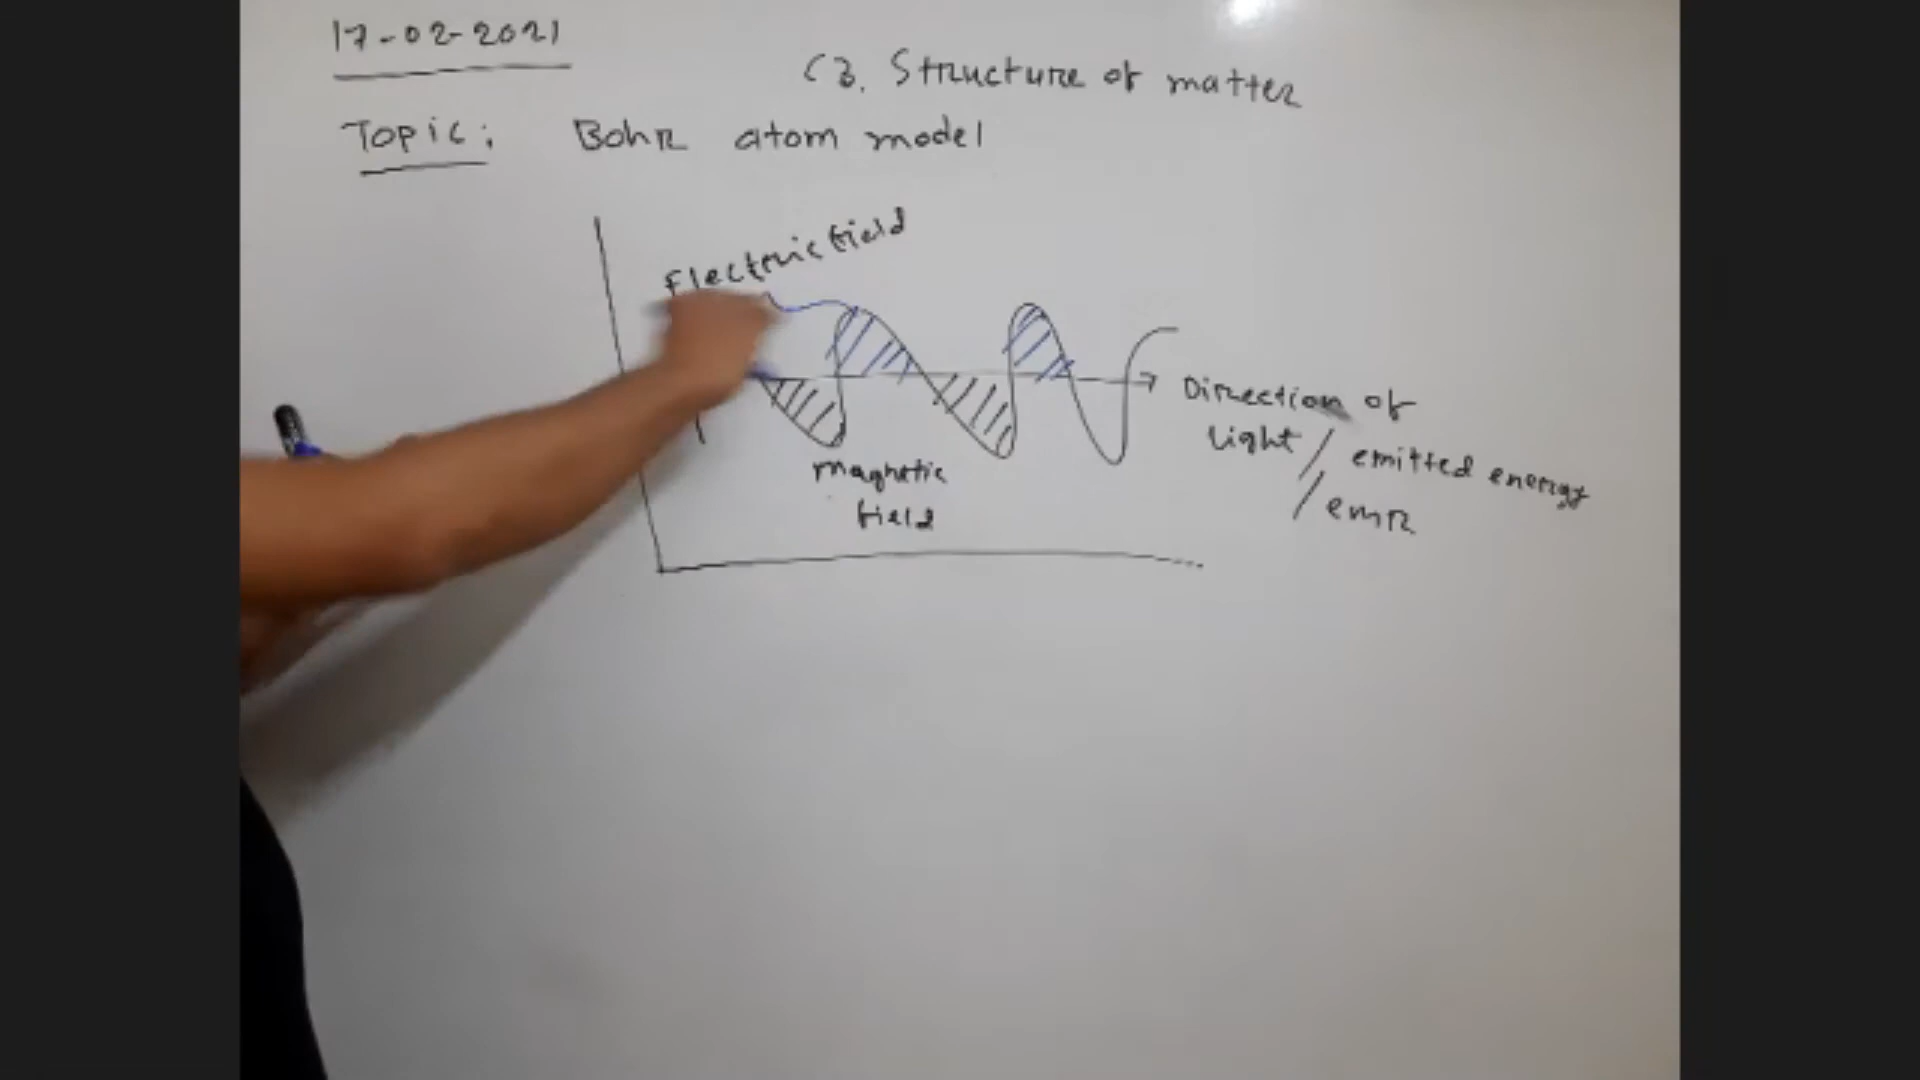 17-02-2021
C3. Structure of matter
Topic: Bohr atom model
Electric field
Direction of
light / emitted energy
/ emr
magnetic
field